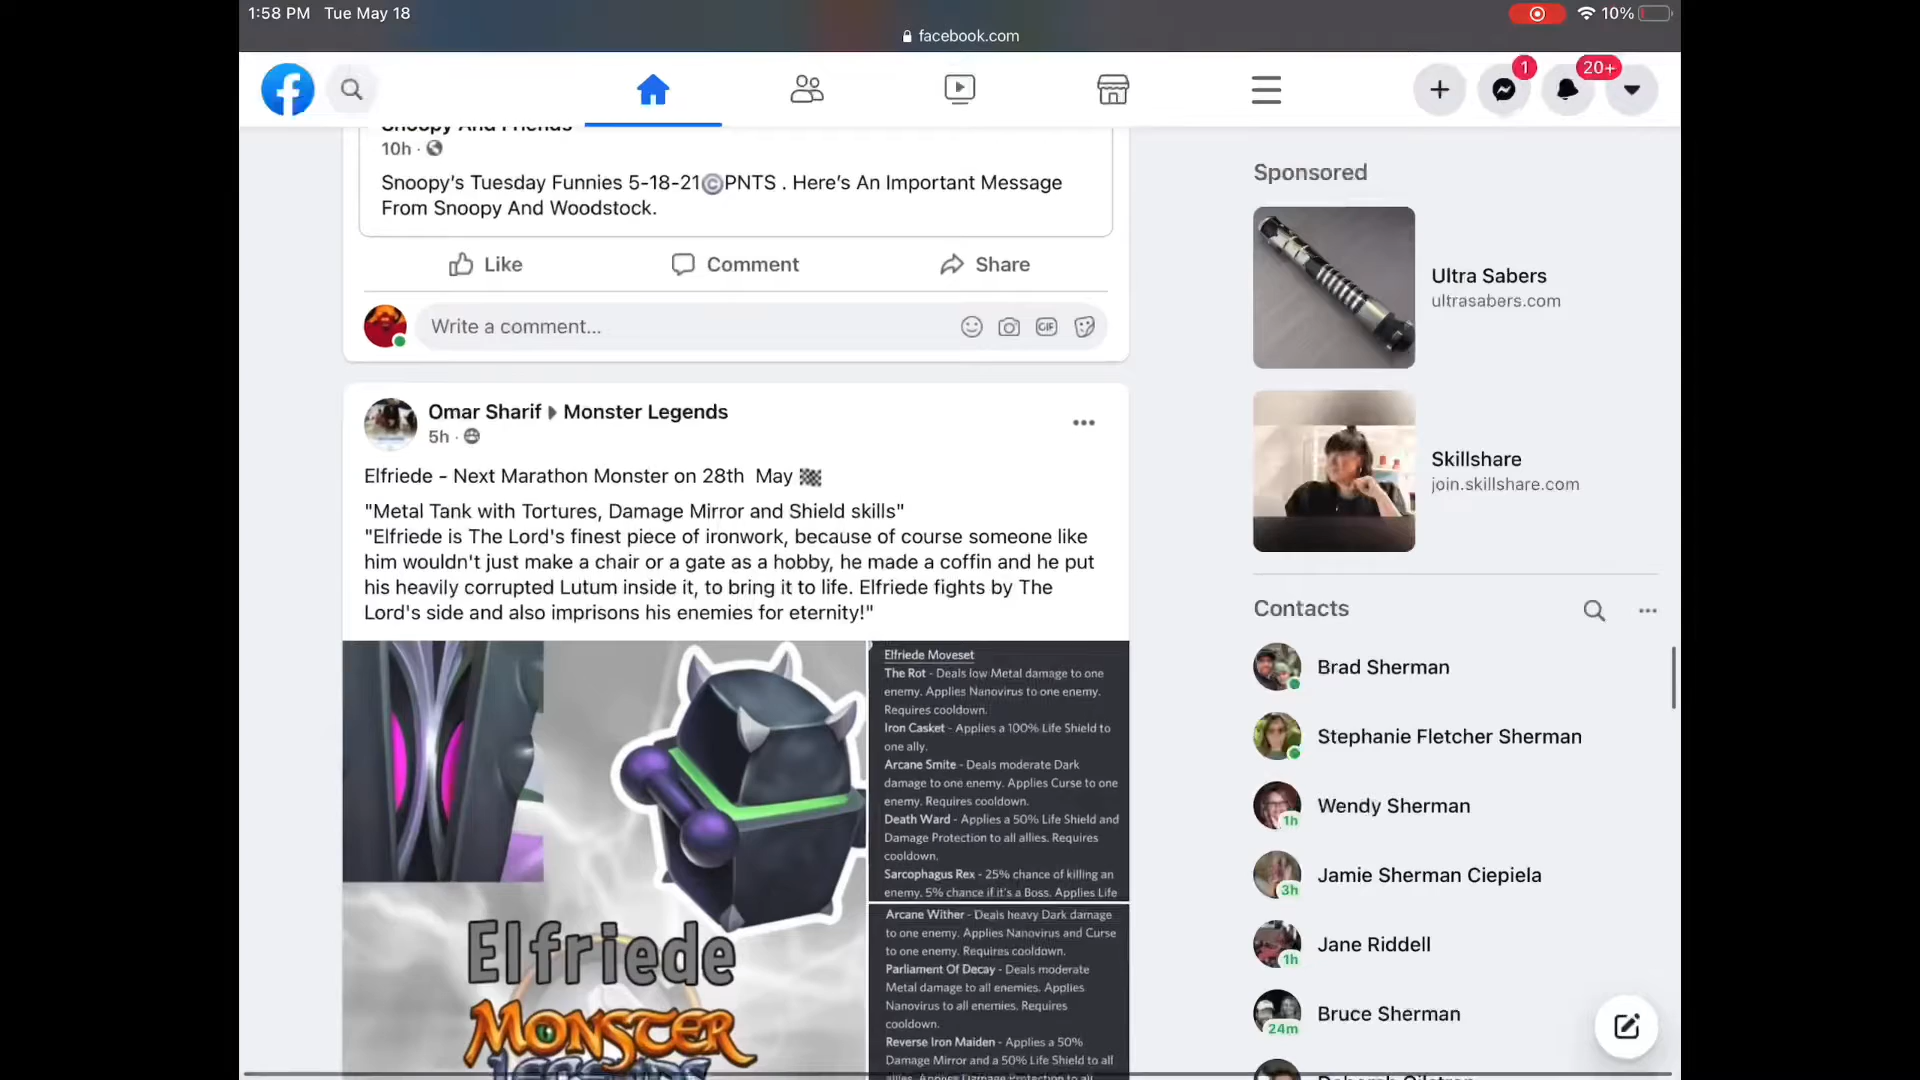 1:58 PM Tue May 18
10%
facebook.com
1
20+
Snoopy And Friends
10h ·
Snoopy's Tuesday Funnies 5-18-21©PNTS . Here's An Important Message
From Snoopy And Woodstock.
Like
Comment
Share
Write a comment...
GIF
Omar Sharif Monster Legends
5h ·
Elfriede - Next Marathon Monster on 28th May
"Metal Tank with Tortures, Damage Mirror and Shield skills"
"Elfriede is The Lord's finest piece of ironwork, because of course someone like
him wouldn't just make a chair or a gate as a hobby, he made a coffin and he put
his heavily corrupted Lutum inside it, to bring it to life. Elfriede fights by The
Lord's side and also imprisons his enemies for eternity!"
Elfriede
MONSTER
LEGENDS
Elfriede Moveset
The Rot - Deals low Metal damage to one
enemy. Applies Nanovirus to one enemy.
Requires cooldown.
Iron Casket - Applies a 100% Life Shield to
one ally.
Arcane Smite - Deals moderate Dark
damage to one enemy. Applies Curse to one
enemy. Requires cooldown.
Death Ward - Applies a 50% Life Shield and
Damage Protection to all allies. Requires
cooldown.
Sarcophagus Rex - 25% chance of killing an
enemy. 5% chance if it's a Boss. Applies Life
Arcane Wither - Deals heavy Dark damage
to one enemy. Applies Nanovirus and Curse
to one enemy. Requires cooldown.
Parliament Of Decay - Deals moderate
Metal damage to all enemies. Applies
Nanovirus to all enemies. Requires
cooldown.
Reverse Iron Maiden - Applies a 50%
Damage Mirror and a 50% Life Shield to all
allies. Applies Damage Protection to all
Sponsored
Ultra Sabers
ultrasabers.com
Skillshare
join.skillshare.com
Contacts
Brad Sherman
Stephanie Fletcher Sherman
Wendy Sherman
1h
Jamie Sherman Ciepiela
3h
Jane Riddell
1h
Bruce Sherman
24m